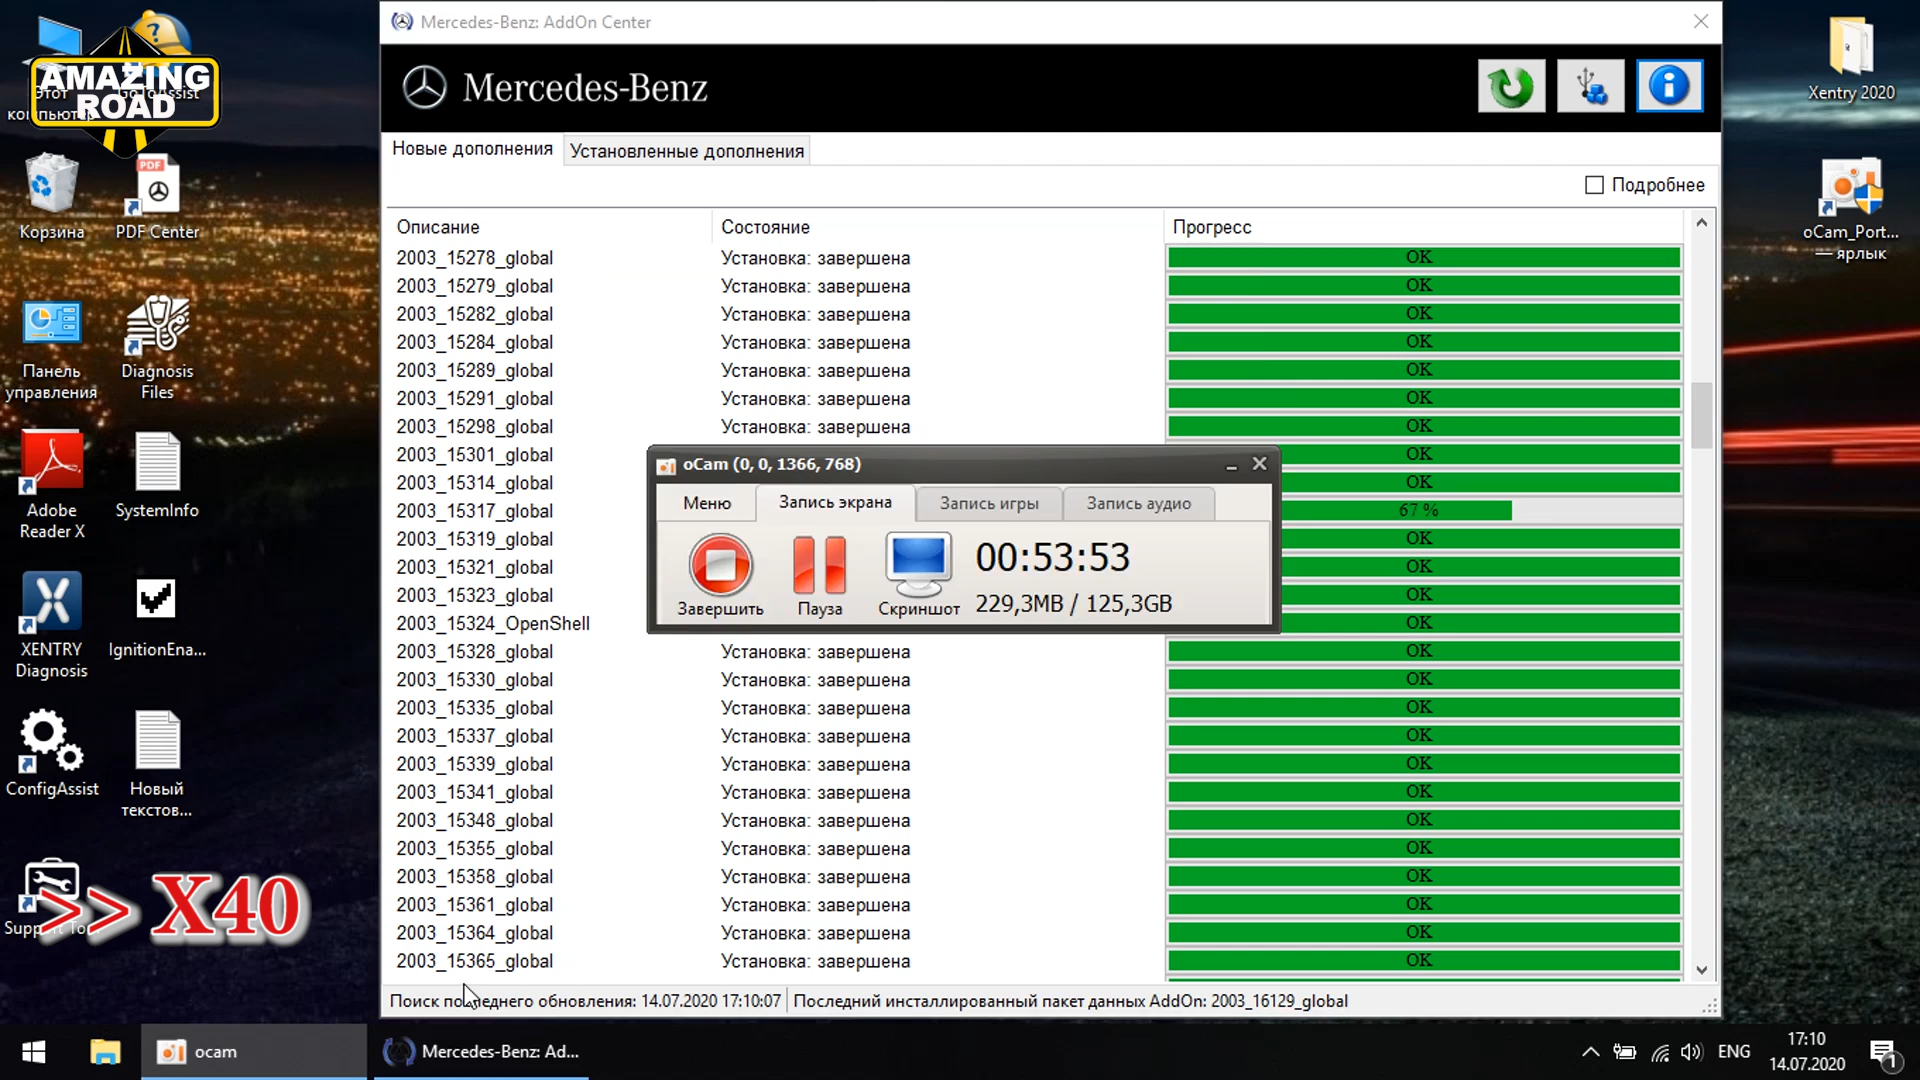 Mercedes-Benz: AddOn Center
Mercedes-Benz
Новые дополнения
Установленные дополнения
Подробнее
Описание Состояние Прогресс
2003_15278_global Установка: завершена OK
2003_15279_global Установка: завершена OK
2003_15282_global Установка: завершена OK
2003_15284_global Установка: завершена OK
2003_15289_global Установка: завершена OK
2003_15291_global Установка: завершена OK
2003_15298_global Установка: завершена OK
2003_15301_global OK
2003_15314_global OK
2003_15317_global 67 %
2003_15319_global OK
2003_15321_global OK
2003_15323_global OK
2003_15324_OpenShell OK
2003_15328_global Установка: завершена OK
2003_15330_global Установка: завершена OK
2003_15335_global Установка: завершена OK
2003_15337_global Установка: завершена OK
2003_15339_global Установка: завершена OK
2003_15341_global Установка: завершена OK
2003_15348_global Установка: завершена OK
2003_15355_global Установка: завершена OK
2003_15358_global Установка: завершена OK
2003_15361_global Установка: завершена OK
2003_15364_global Установка: завершена OK
2003_15365_global Установка: завершена OK
Поиск последнего обновления: 14.07.2020 17:10:07
Последний инсталлированный пакет данных AddOn: 2003_16129_global
oCam (0, 0, 1366, 768)
Меню
Запись экрана
Запись игры
Запись аудио
Завершить
Пауза
Скриншот
00:53:53
229,3MB / 125,3GB
AMAZING
ROAD
Этот
Корзина
PDF
PDF Center
Панель
управления
Diagnosis
Files
Adobe
Reader X
SystemInfo
XENTRY
Diagnosis
IgnitionEna...
ConfigAssist
Новый
текстов...
>> X40
Xentry 2020
oCam_Port...
— ярлык
ocam
Mercedes-Benz: Ad...
ENG
17:10
14.07.2020
1